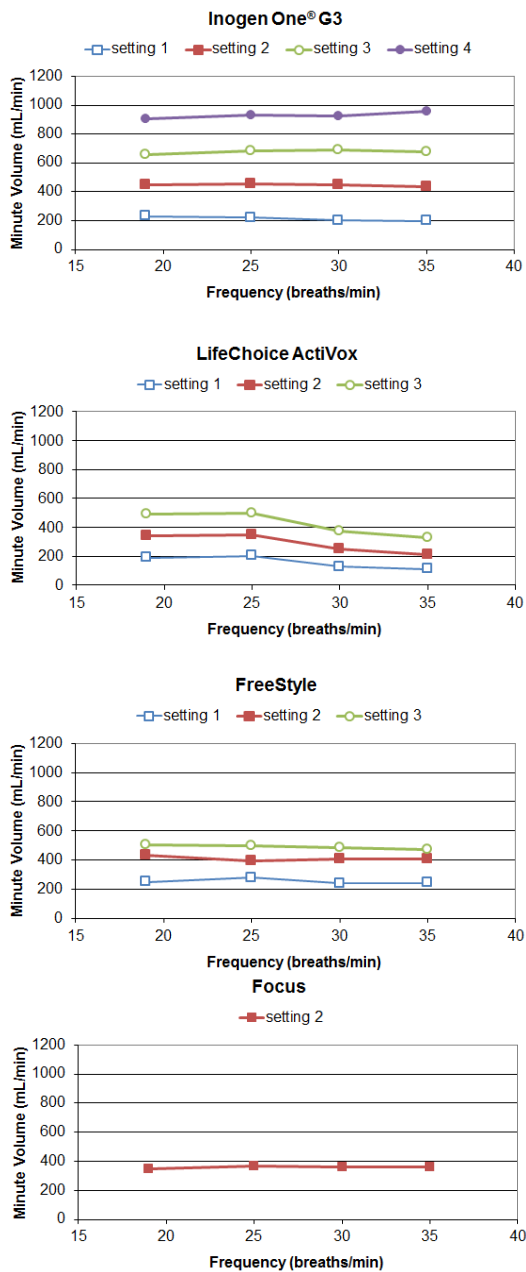 Inogen One® G3
setting 1 setting 2 setting 3 setting 4
1200
1000
800
600
400
200
0
15 20 25 30 35 40
Minute Volume (mL/min)
Frequency (breaths/min)
LifeChoice ActiVox
setting 1 setting 2 setting 3
1200
1000
800
600
400
200
0
15 20 25 30 35 40
Minute Volume (mL/min)
Frequency (breaths/min)
FreeStyle
setting 1 setting 2 setting 3
1200
1000
800
600
400
200
0
15 20 25 30 35 40
Minute Volume (mL/min)
Frequency (breaths/min)
Focus
setting 2
1200
1000
800
600
400
200
0
15 20 25 30 35 40
Minute Volume (mL/min)
Frequency (breaths/min)